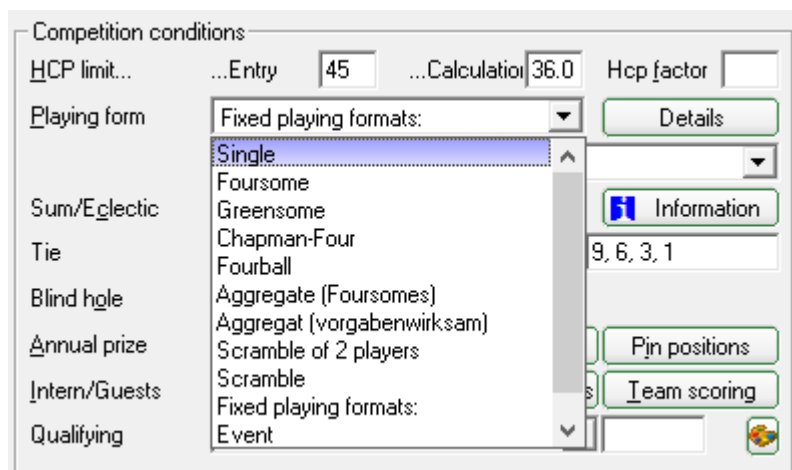 Competition conditions
HCP limit... ...Entry 45 ...Calculation 36.0 Hcp factor
Playing form Fixed playing formats: Details
Single
Foursome
Sum/Eclectic Greensome Information
Chapman-Four
Tie Fourball 9, 6, 3, 1
Blind hole Aggregate (Foursomes)
Aggregat (vorgabenwirksam)
Annual prize Scramble of 2 players Pin positions
Scramble
Intern/Guests Fixed playing formats: s Team scoring
Qualifying Event